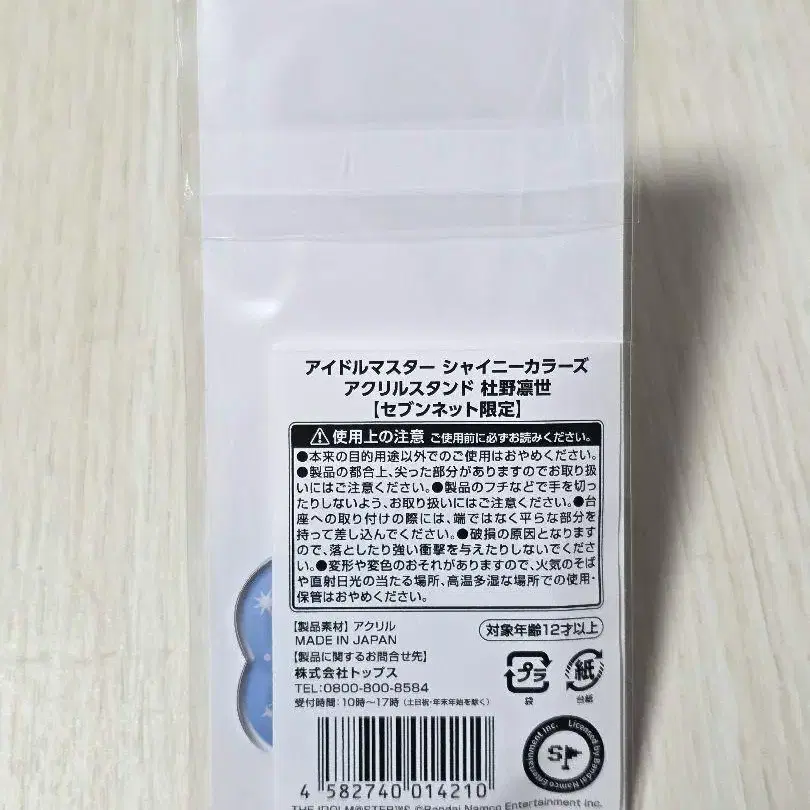 アイドルマスター シャイニーカラーズ
アクリルスタンド 杜野凛世
【セブンネット限定】
使用上の注意 ご使用前に必ずお読みください。
●本来の目的用途以外でのご使用はおやめください。
●製品の都合上、尖った部分がありますのでお取り扱
いにはご注意ください。●製品のフチなどで手を切っ
たりしないよう、お取り扱いにはご注意ください。●台
座への取り付けの際には、端ではなく平らな部分を
持って差し込んでください。●破損の原因となります
ので、落としたり強い衝撃を与えたりしないでくださ
い。●変形や変色のおそれがありますので、火気のそば
や直射日光の当たる場所、高温多湿な場所での使用・
保管はおやめください。
【製品素材】アクリル
MADE IN JAPAN
対象年齢12才以上
【製品に関するお問合せ先】
株式会社トップス
TEL:0800-800-8584
受付時間:10時～17時(土日祝・年末年始を除く)
プラ
袋
紙
台紙
4 582740 014210
Licensed by Bandai Namco Entertainment Inc.
THE IDOLM@STER™& ©Bandai Namco Entertainment Inc.